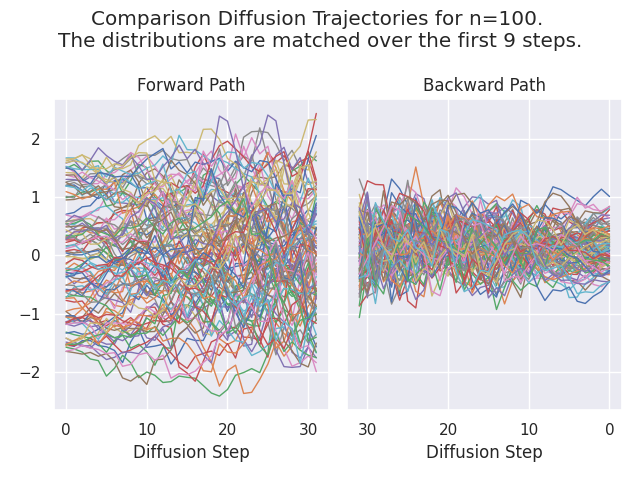 Comparison Diffusion Trajectories for n=100.
The distributions are matched over the first 9 steps.
Forward Path
Backward Path
2
1
0
−1
−2
0 10 20 30
30 20 10 0
Diffusion Step
Diffusion Step